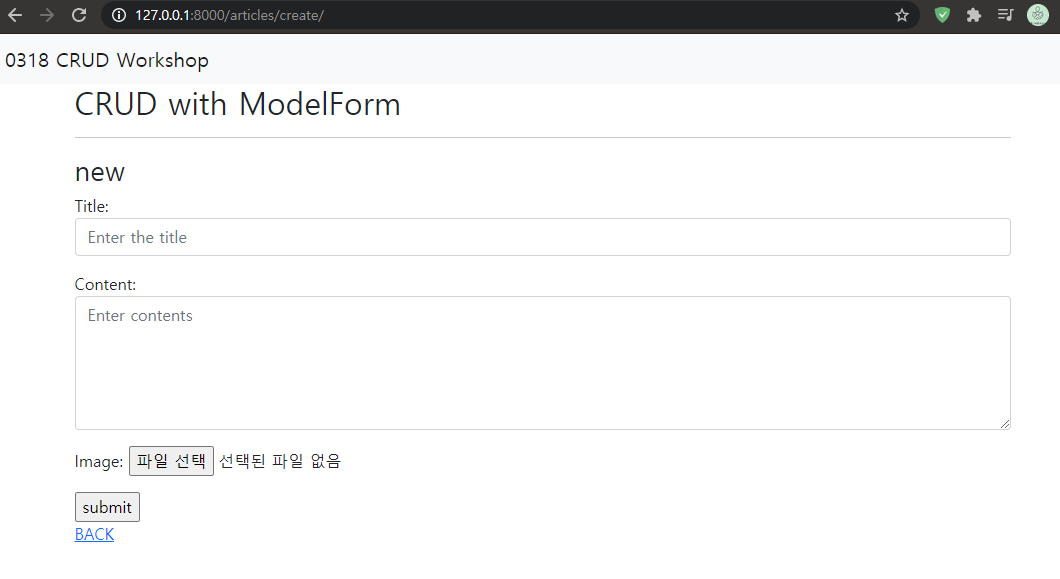 127.0.0.1:8000/articles/create/
0318 CRUD Workshop
CRUD with ModelForm
new
Title:
Enter the title
Content:
Enter contents
Image: 파일 선택 선택된 파일 없음
submit
BACK